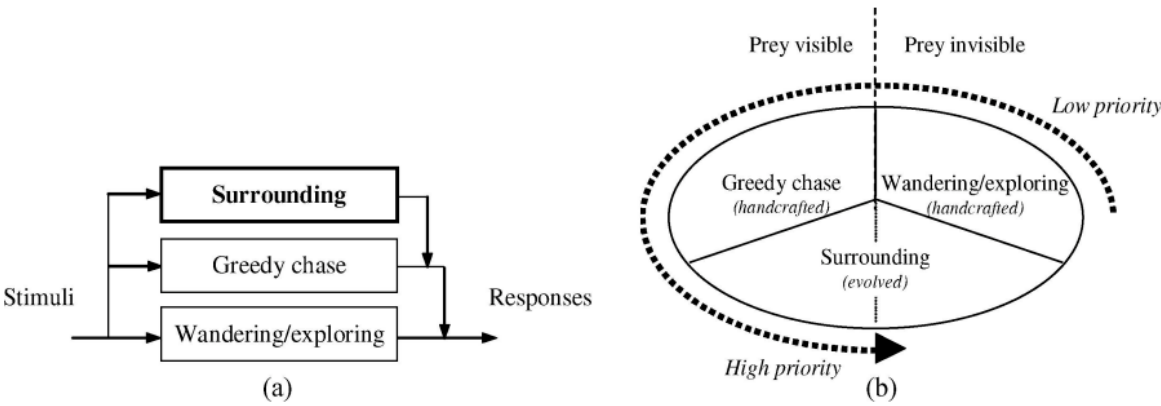 Surrounding
Greedy chase
Stimuli
Responses
Wandering/exploring
(a)
Prey visible
Prey invisible
Low priority
Greedy chase
(handcrafted)
Wandering/exploring
(handcrafted)
Surrounding
(evolved)
High priority
(b)